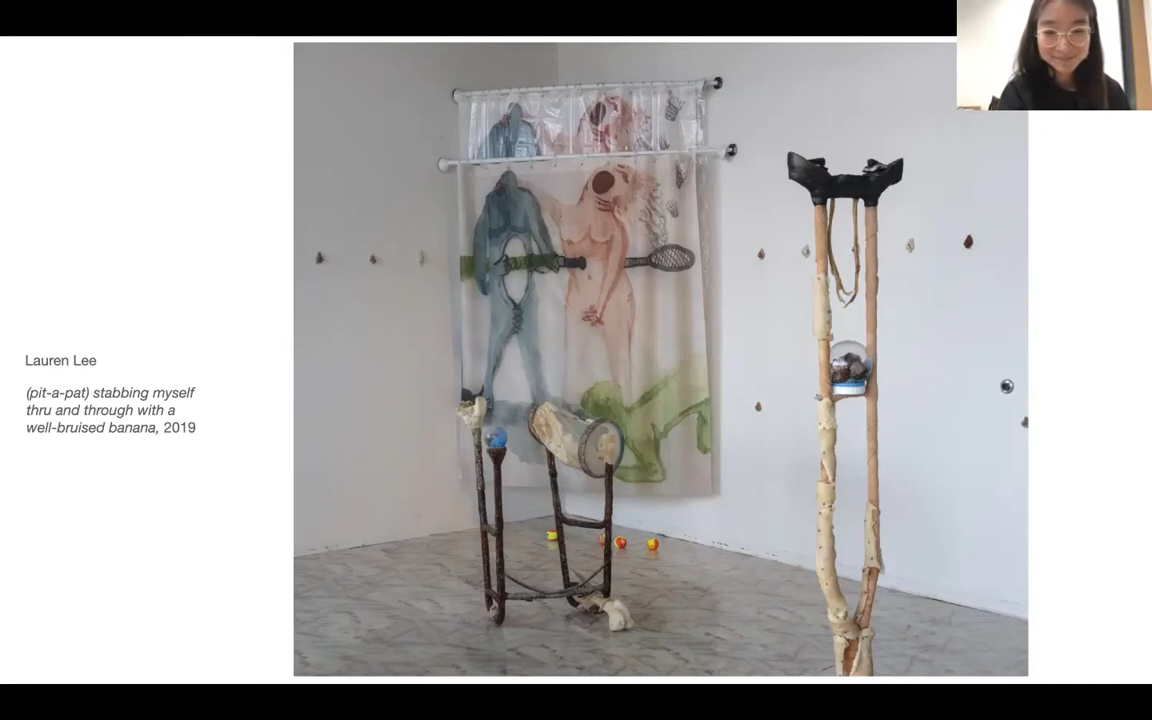 Lauren Lee
(pit-a-pat) stabbing myself
thru and through with a
well-bruised banana, 2019